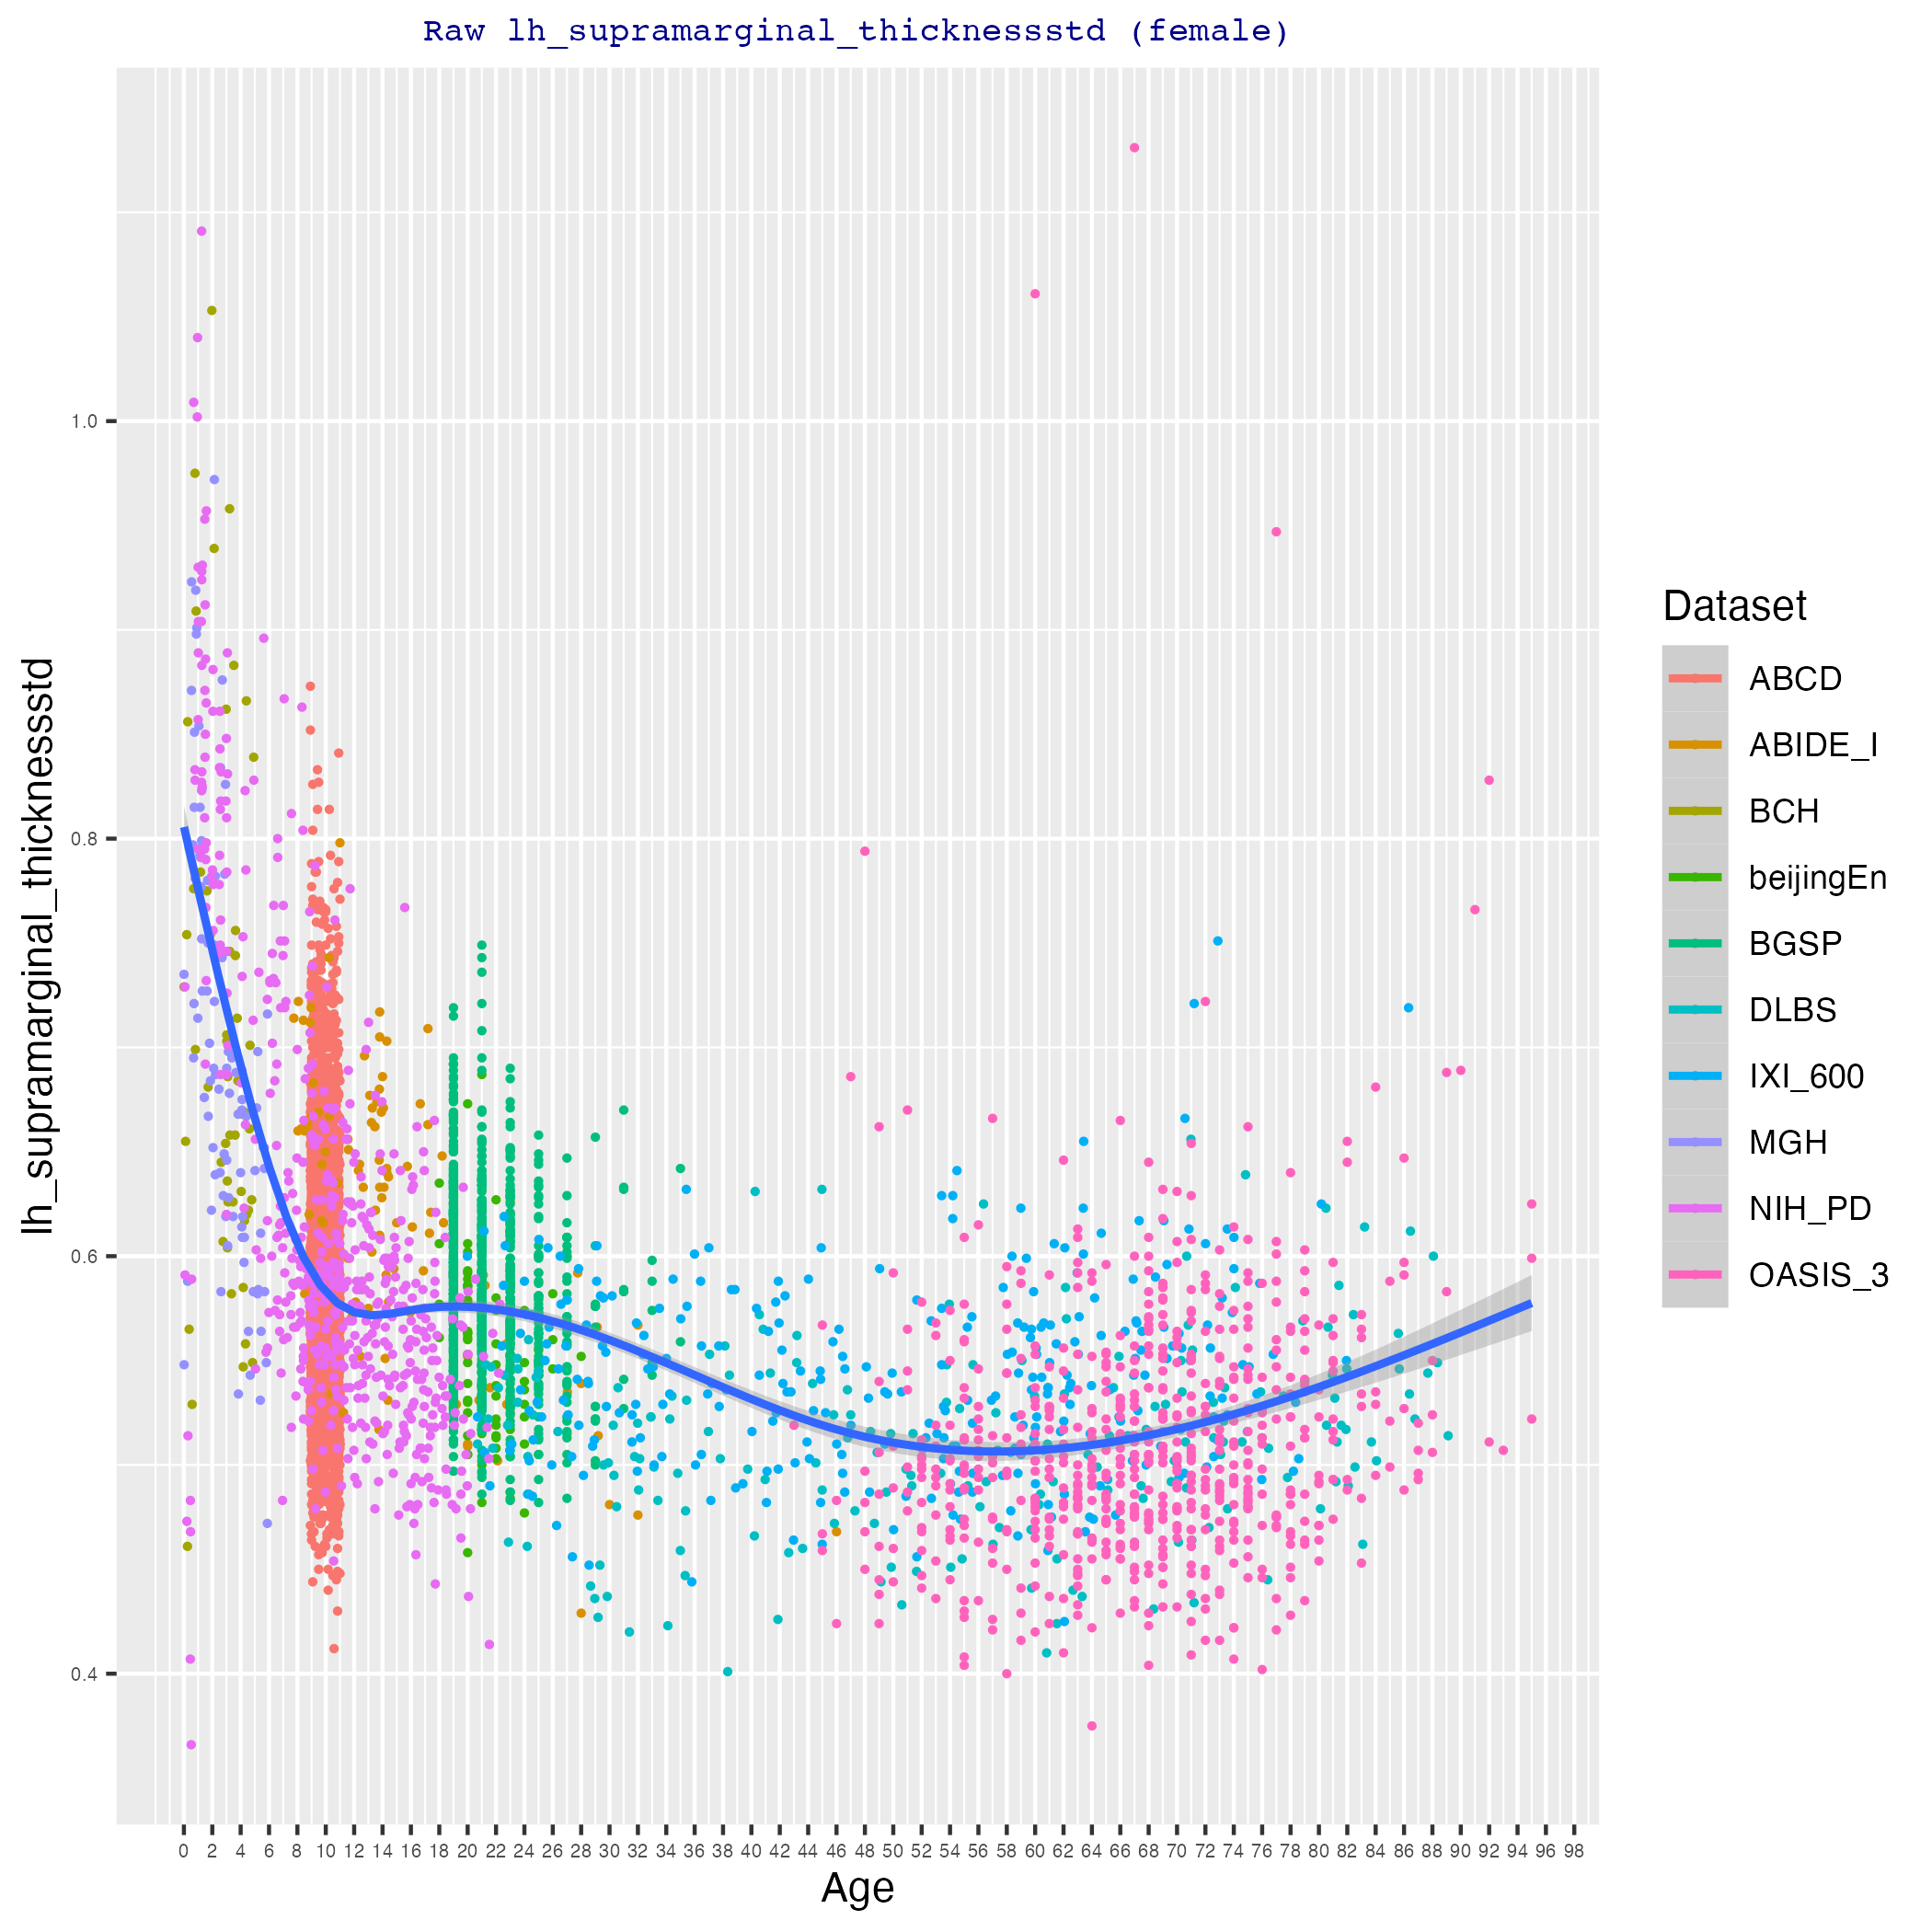 Raw lh_supramarginal_thicknessstd (female)
lh_supramarginal_thicknessstd
1.0
0.8
0.6
0.4
0 2 4 6 8 10 12 14 16 18 20 22 24 26 28 30 32 34 36 38 40 42 44 46 48 50 52 54 56 58 60 62 64 66 68 70 72 74 76 78 80 82 84 86 88 90 92 94 96 98
Age
Dataset
ABCD
ABIDE_I
BCH
beijingEn
BGSP
DLBS
IXI_600
MGH
NIH_PD
OASIS_3